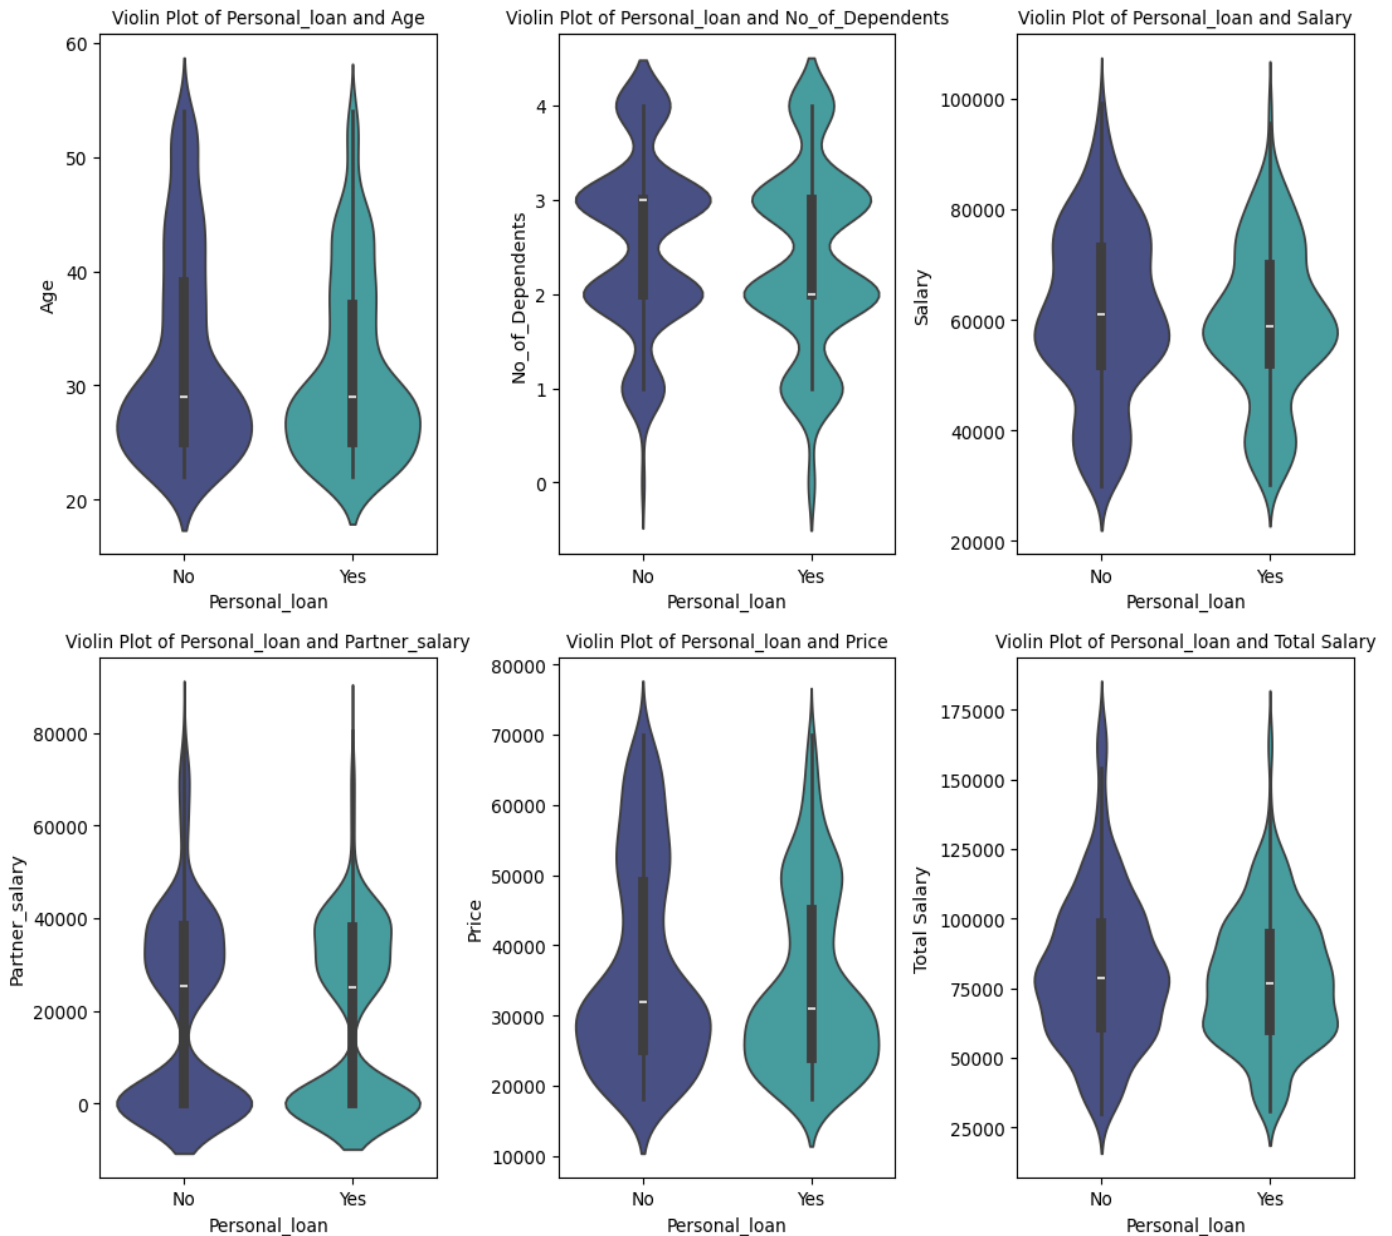 Violin Plot of Personal_loan and Age
60
50
40
30
20
Age
No
Yes
Personal_loan
Violin Plot of Personal_loan and No_of_Dependents
4
3
2
1
0
No_of_Dependents
No
Yes
Personal_loan
Violin Plot of Personal_loan and Salary
100000
80000
60000
40000
20000
Salary
No
Yes
Personal_loan
Violin Plot of Personal_loan and Partner_salary
80000
60000
40000
20000
0
Partner_salary
No
Yes
Personal_loan
Violin Plot of Personal_loan and Price
80000
70000
60000
50000
40000
30000
20000
10000
Price
No
Yes
Personal_loan
Violin Plot of Personal_loan and Total Salary
175000
150000
125000
100000
75000
50000
25000
Total Salary
No
Yes
Personal_loan